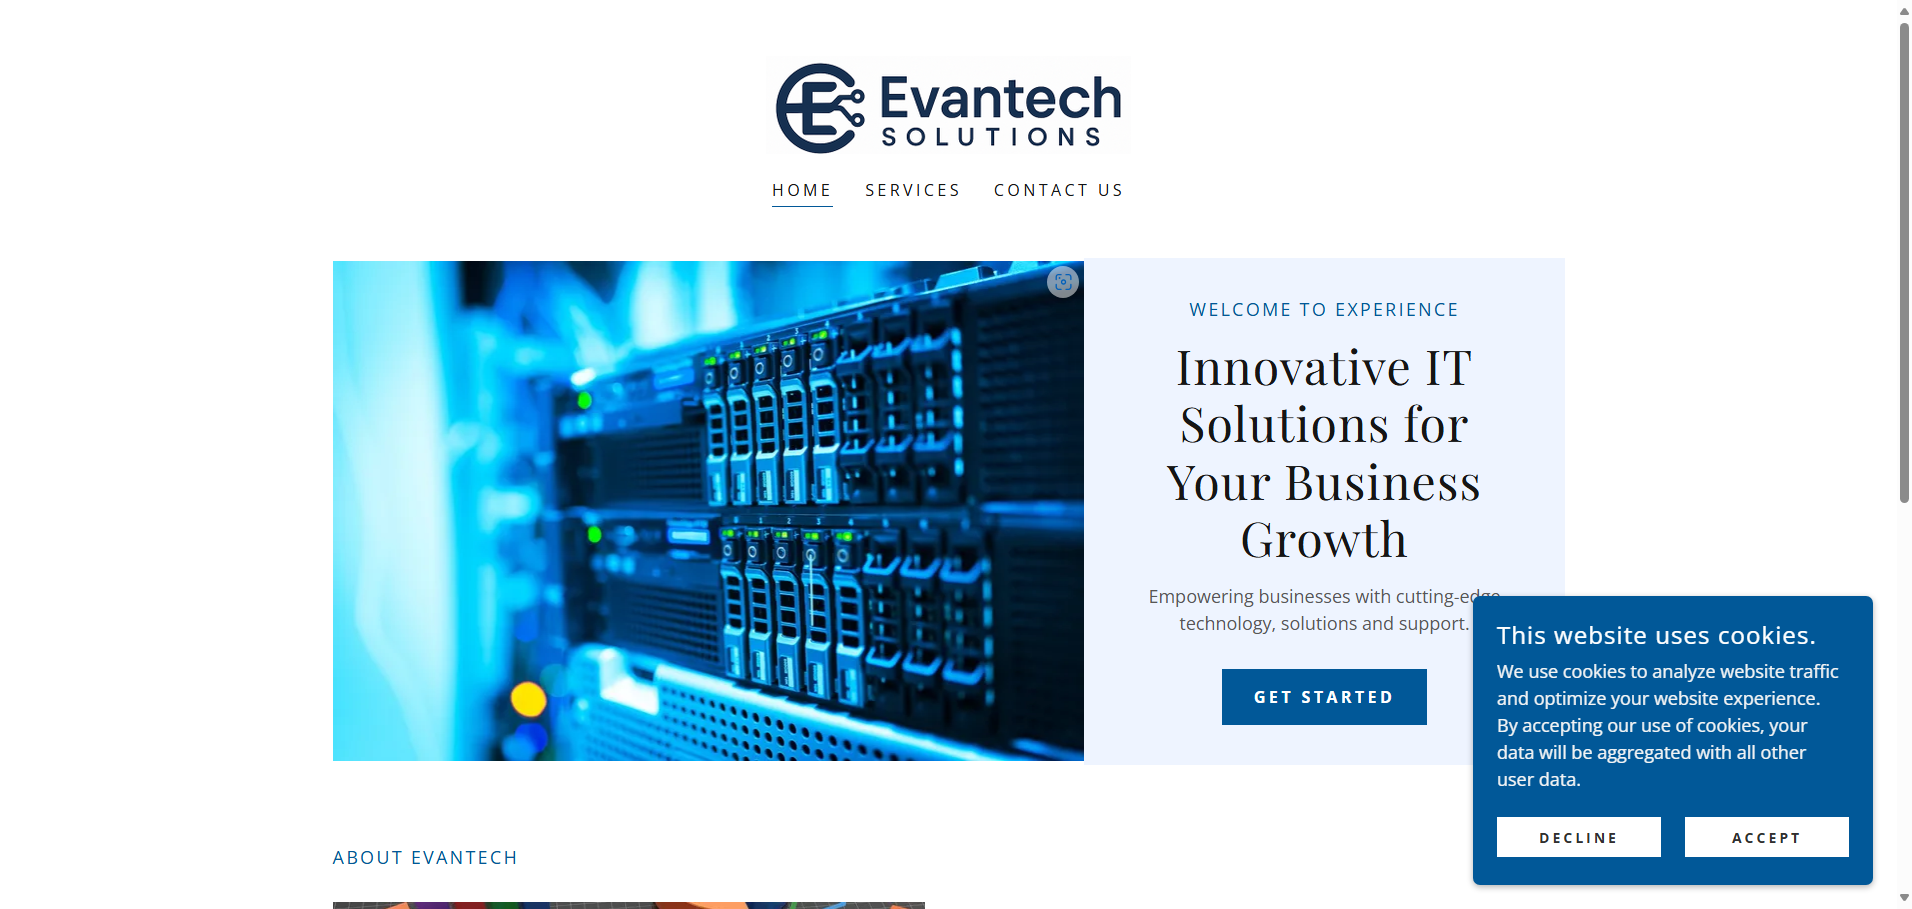 Evantech
SOLUTIONS
HOME SERVICES CONTACT US
WELCOME TO EXPERIENCE
Innovative IT
Solutions for
Your Business
Growth
Empowering businesses with cutting-edge
technology, solutions and support.
GET STARTED
This website uses cookies.
We use cookies to analyze website traffic
and optimize your website experience.
By accepting our use of cookies, your
data will be aggregated with all other
user data.
DECLINE ACCEPT
ABOUT EVANTECH